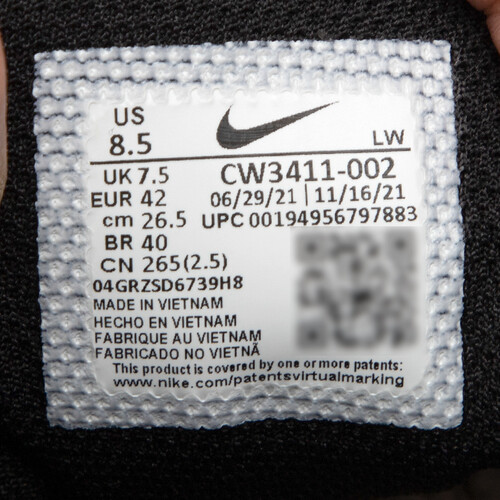 US
8.5
LW
UK 7.5
EUR 42
cm 26.5
BR 40
CN 265(2.5)
CW3411-002
06/29/21 | 11/16/21
UPC 00194956797883
04GRZSD6739H8
MADE IN VIETNAM
HECHO EN VIETNAM
FABRIQUE AU VIETNAM
FABRICADO NO VIETNÃ
This product is covered by one or more patents:
www.nike.com/patentsvirtualmarking